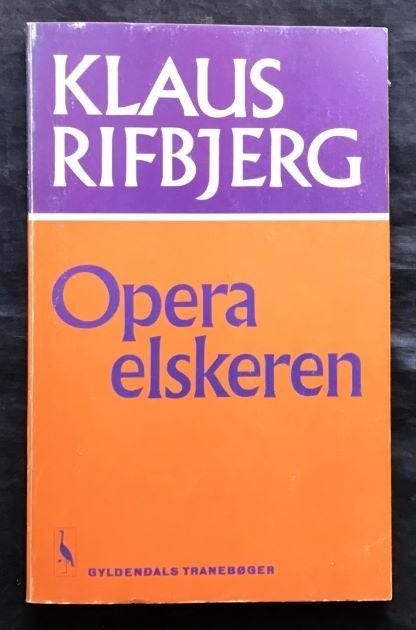 KLAUS
RIFBJERG
Opera
elskeren
GYLDENDALS TRANEBØGER